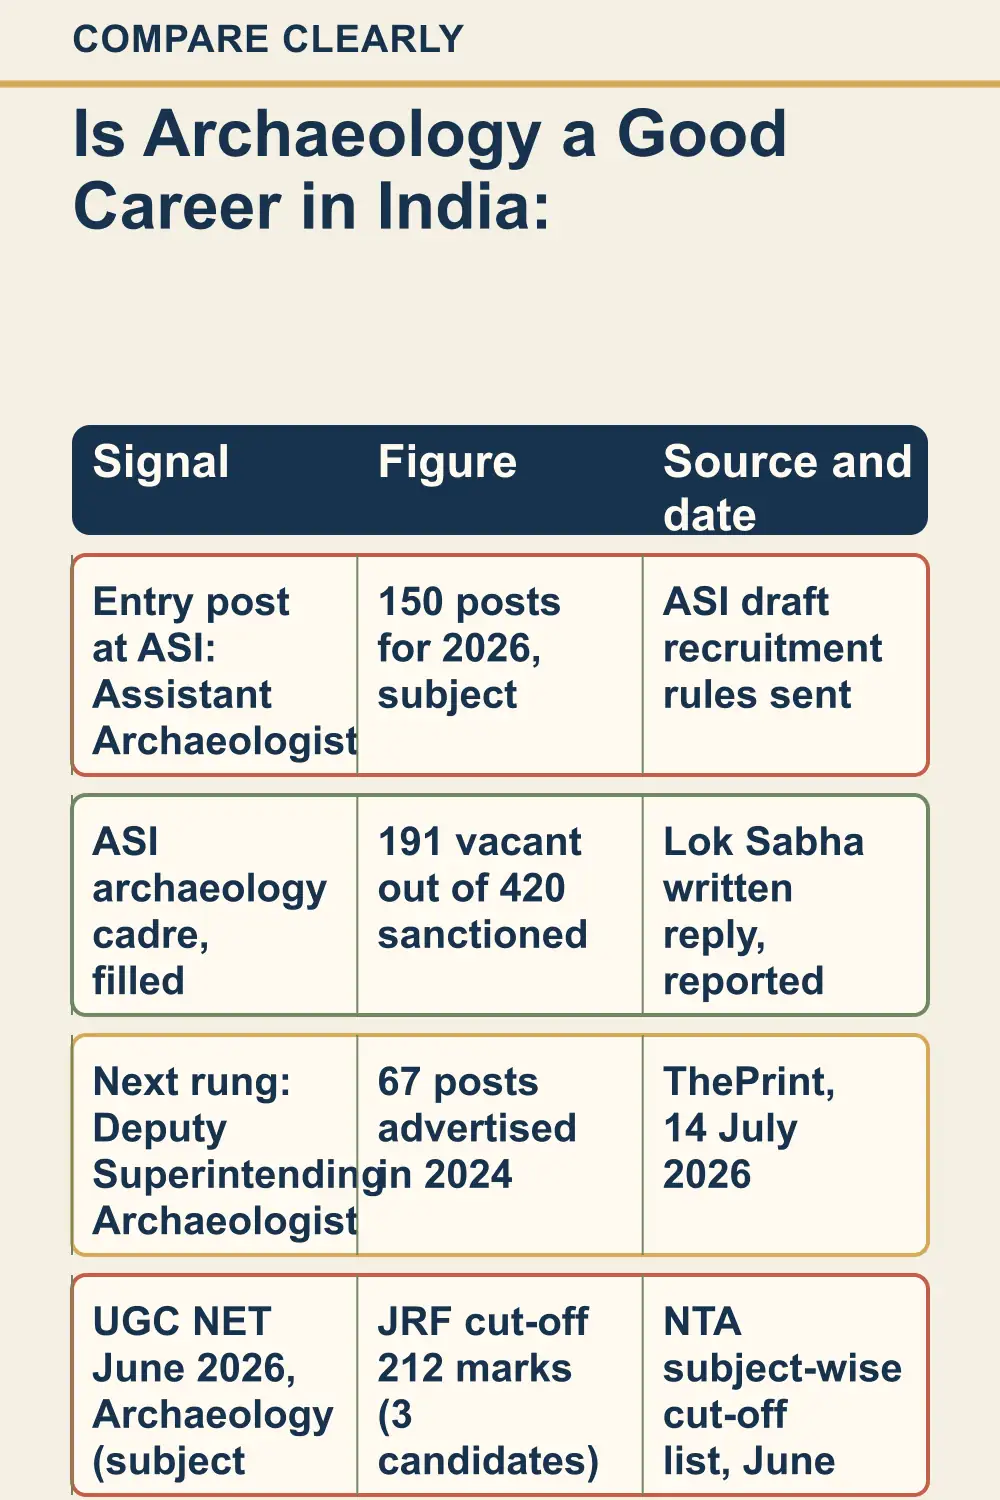 COMPARE CLEARLY
Is Archaeology a Good
Career in India:
Signal
Figure
Source and
date
Entry post
at ASI:
Assistant
Archaeologist
150 posts
for 2026,
subject
ASI draft
recruitment
rules sent
ASI
archaeology
cadre,
filled
191 vacant
out of 420
sanctioned
Lok Sabha
written
reply,
reported
Next rung:
Deputy
Superintending
Archaeologist
67 posts
advertised
in 2024
ThePrint,
14 July
2026
UGC NET
June 2026,
Archaeology
(subject
JRF cut-off
212 marks
(3
candidates)
NTA
subject-wise
cut-off
list, June